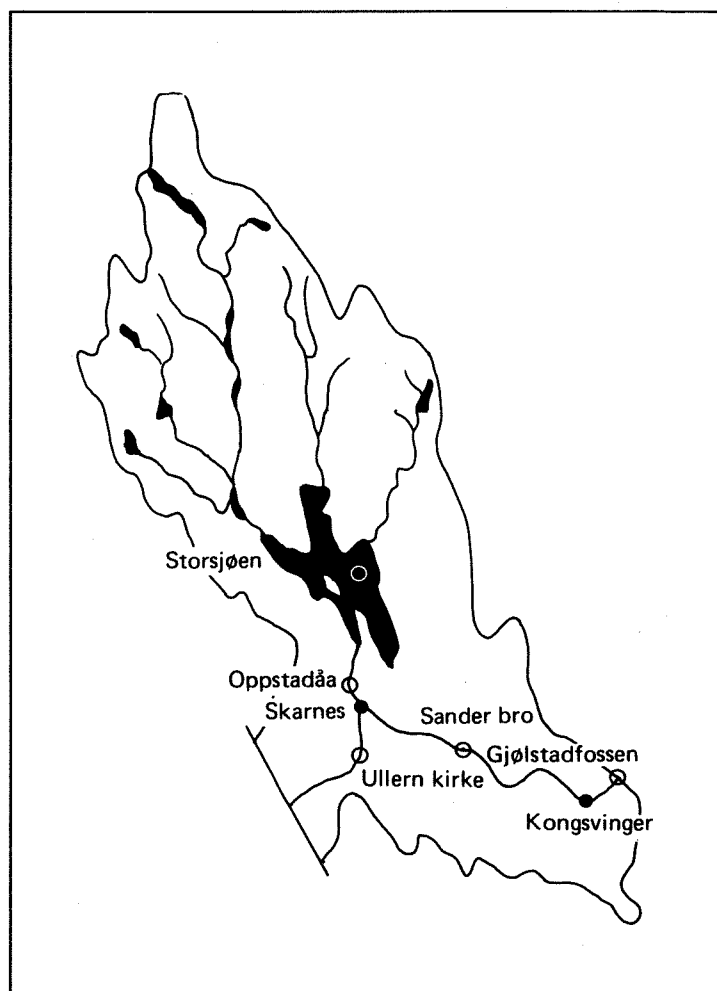 Storsjøen
Oppstadåa
Skarnes
Sander bro
Gjølstadfossen
Ullern kirke
Kongsvinger